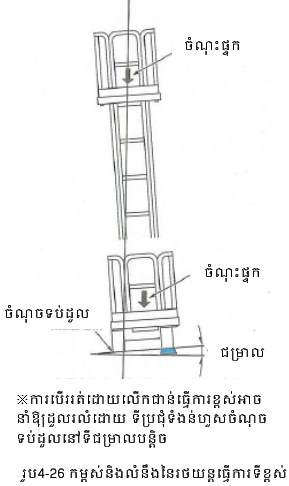 ចំណុះផ្ទុក
ចំណុះផ្ទុក
ចំណុចទប់ដួល
ជម្រាល
※ការបើររត់ដោយលើកជាន់ធ្វើការខ្ពស់អាច
នាំឱ្យដួលរលំដោយ ទីប្រជុំទំងន់ហួសចំណុច
ទប់ដួលនៅទីជម្រាលបន្តិច
រូប4-26 កម្ពស់និងលំនឹងនៃរថយន្តធ្វើការទីខ្ពស់